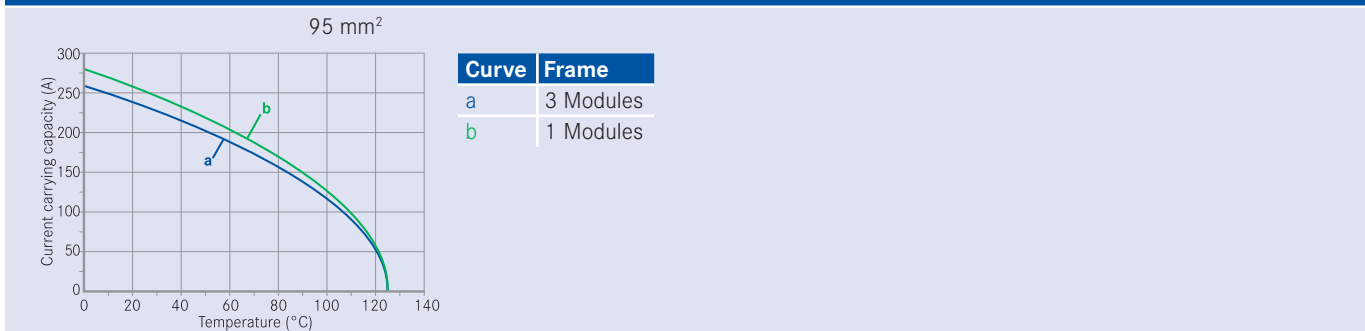 95 mm²
300
250
200
150
100
50
0
0 20 40 60 80 100 120 140
Current carrying capacity (A)
Temperature (°C)
a
b
Curve Frame
a 3 Modules
b 1 Modules